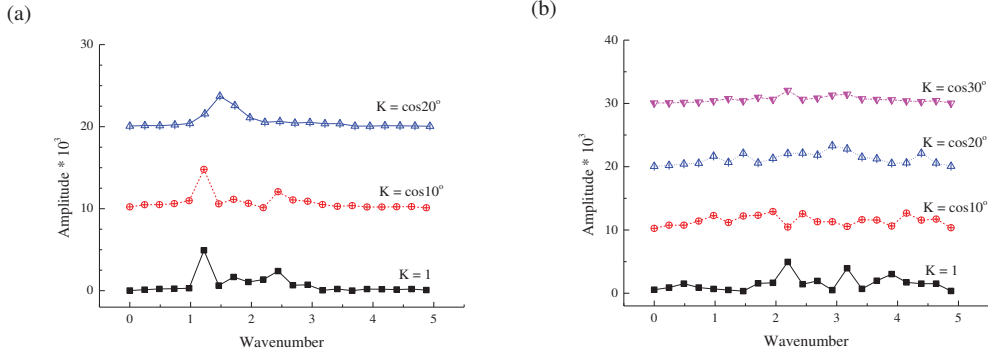 (a)
30
20
10
0
Amplitude * 10³
K = cos20°
K = cos10°
K = 1
0 1 2 3 4 5
Wavenumber
(b)
40
30
20
10
0
Amplitude * 10³
K = cos30°
K = cos20°
K = cos10°
K = 1
0 1 2 3 4 5
Wavenumber